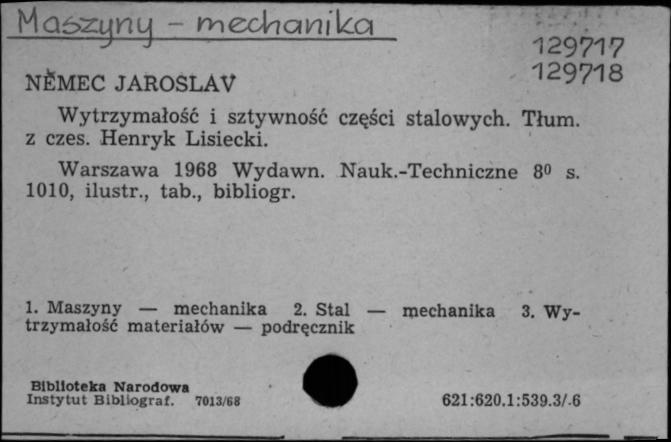 Maszyny - mechanika
129717
129718
NĚMEC JAROSLAV
Wytrzymałość i sztywność części stalowych. Tłum.
z czes. Henryk Lisiecki.
Warszawa 1968 Wydawn. Nauk.-Techniczne 8⁰ s.
1010, ilustr., tab., bibliogr.
1. Maszyny — mechanika 2. Stal — mechanika 3. Wy-
trzymałość materiałów — podręcznik
Biblioteka Narodowa
Instytut Bibliograf. 7013/68
621:620.1:539.3/.6